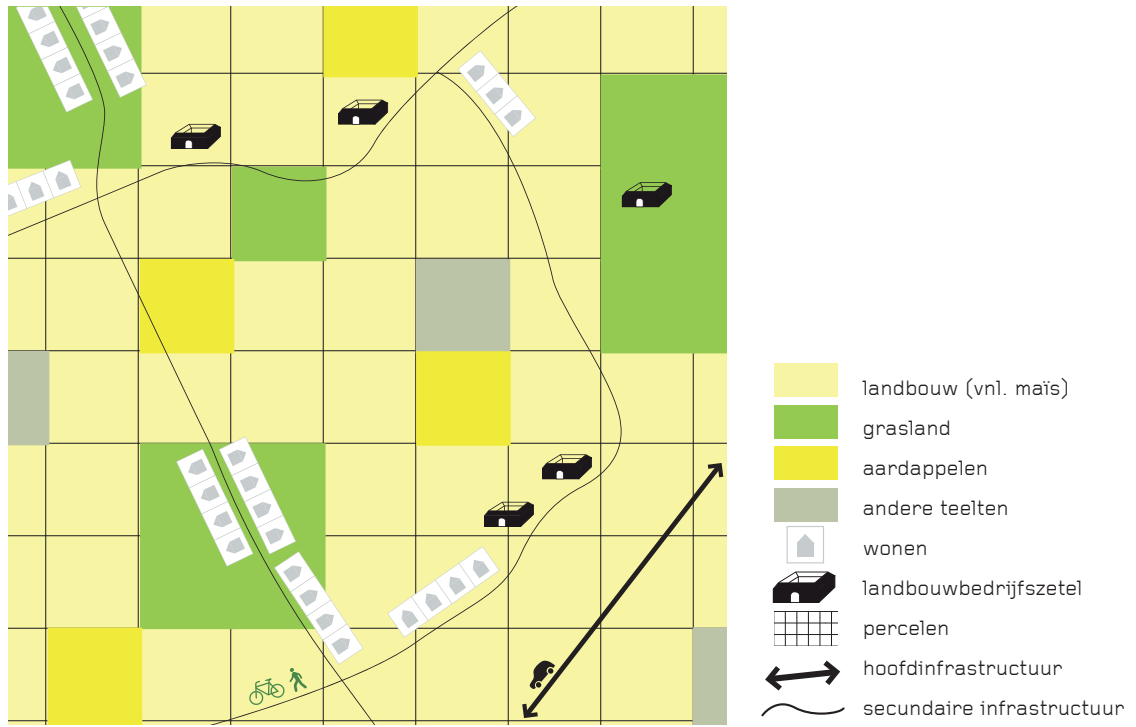 landbouw (vnl. maïs)
grasland
aardappelen
andere teelten
wonen
landbouwbedrijfszetel
percelen
hoofdinfrastructuur
secundaire infrastructuur